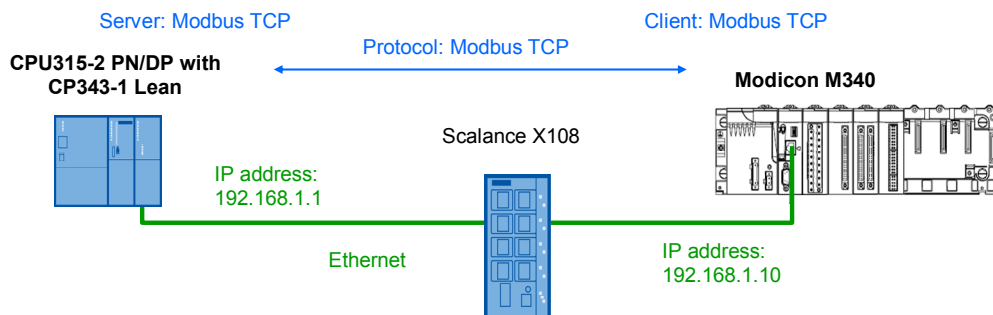 Server: Modbus TCP
Client: Modbus TCP
Protocol: Modbus TCP
CPU315-2 PN/DP with
CP343-1 Lean
Modicon M340
Scalance X108
IP address:
192.168.1.1
Ethernet
IP address:
192.168.1.10